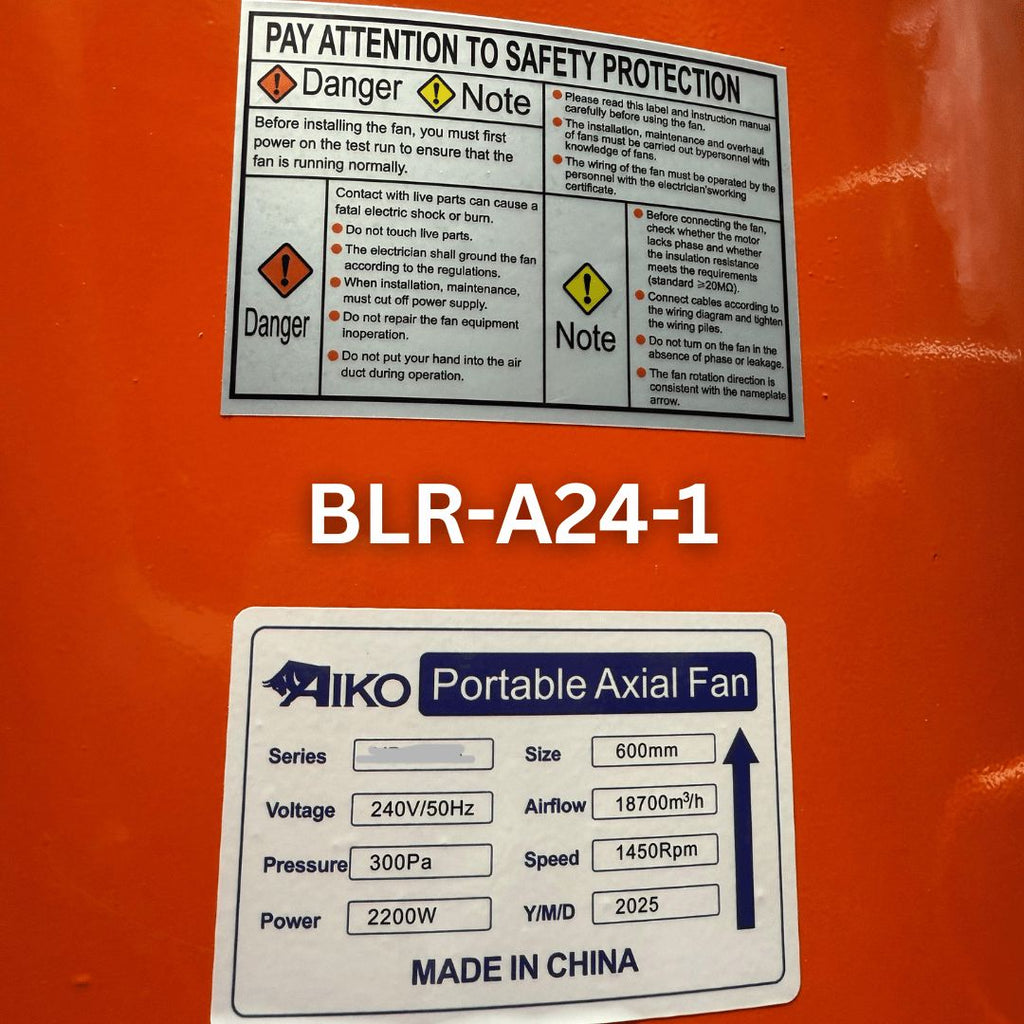 PAY ATTENTION TO SAFETY PROTECTION
Danger
Note
Before installing the fan, you must first
power on the test run to ensure that the
fan is running normally.
Please read this label and instruction manual
carefully before using the fan.
The installation, maintenance and overhaul
of fans must be carried out bypersonnel with
knowledge of fans.
The wiring of the fan must be operated by the
personnel with the electrician'sworking
certificate.
Danger
Contact with live parts can cause a
fatal electric shock or burn.
Do not touch live parts.
The electrician shall ground the fan
according to the regulations.
When installation, maintenance,
must cut off power supply.
Do not repair the fan equipment
inoperation.
Do not put your hand into the air
duct during operation.
Note
Before connecting the fan,
check whether the motor
lacks phase and whether
the insulation resistance
meets the requirements
(standard ≥20MΩ).
Connect cables according to
the wiring diagram and tighten
the wiring piles.
Do not turn on the fan in the
absence of phase or leakage.
The fan rotation direction is
consistent with the nameplate
arrow.
BLR-A24-1
AIKO Portable Axial Fan
Series
Size 600mm
Voltage 240V/50Hz
Airflow 18700m³/h
Pressure 300Pa
Speed 1450Rpm
Power 2200W
Y/M/D 2025
MADE IN CHINA